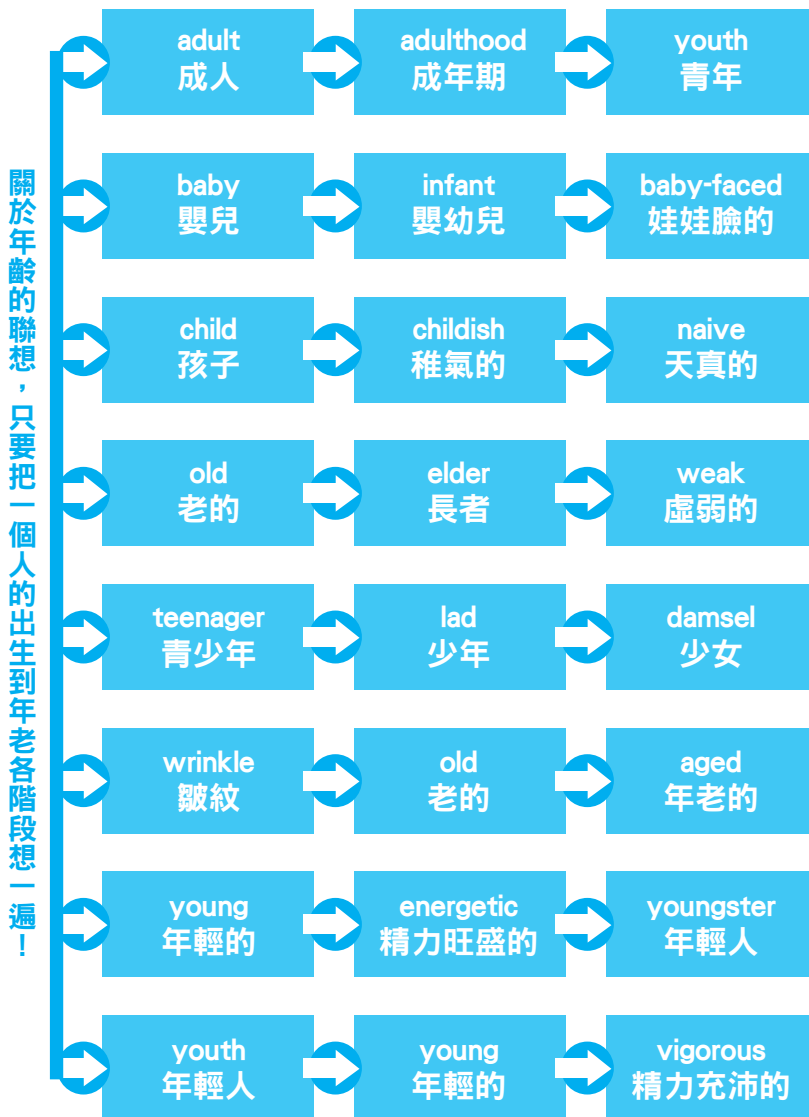 關於年齡的聯想，只要把一個人的出生到年老各階段想一遍！
adult
成人
adulthood
成年期
youth
青年
baby
嬰兒
infant
嬰幼兒
baby-faced
娃娃臉的
child
孩子
childish
稚氣的
naive
天真的
old
老的
elder
長者
weak
虛弱的
teenager
青少年
lad
少年
damsel
少女
wrinkle
皺紋
old
老的
aged
年老的
young
年輕的
energetic
精力旺盛的
youngster
年輕人
youth
年輕人
young
年輕的
vigorous
精力充沛的